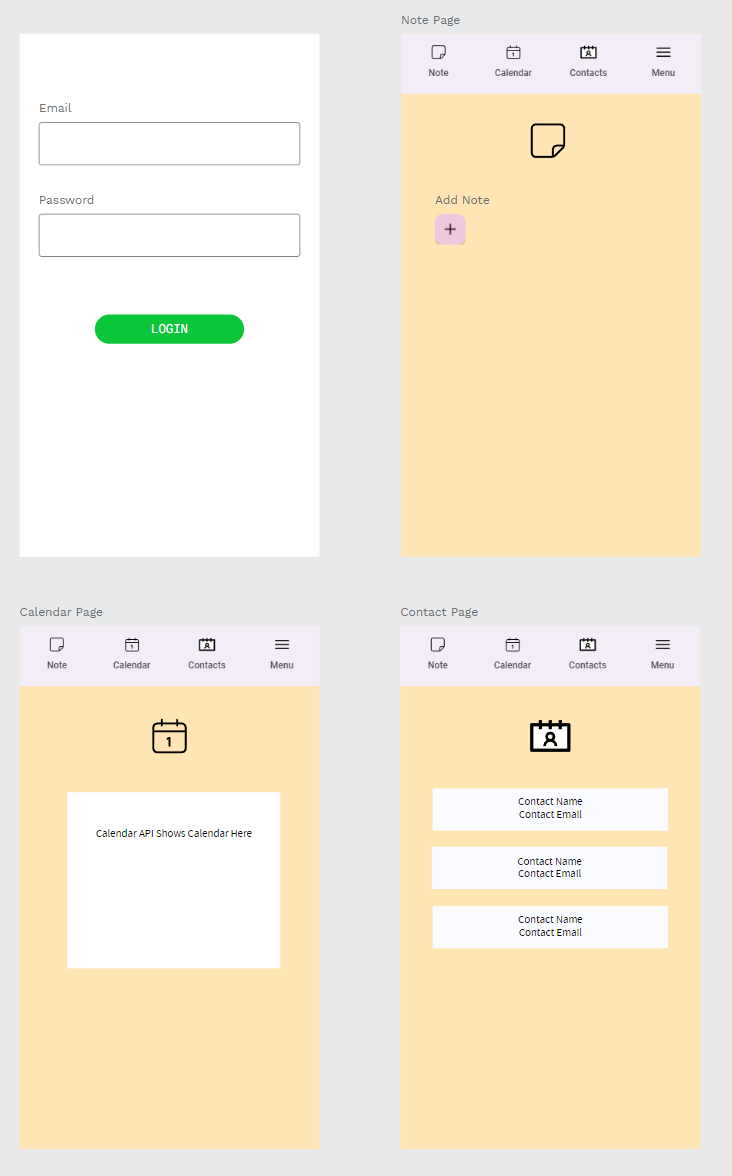 Email
Password
LOGIN
Note Page
Note Calendar Contacts Menu
Add Note
Calendar Page
Note Calendar Contacts Menu
1
Calendar API Shows Calendar Here
Contact Page
Note Calendar Contacts Menu
Contact Name
Contact Email
Contact Name
Contact Email
Contact Name
Contact Email